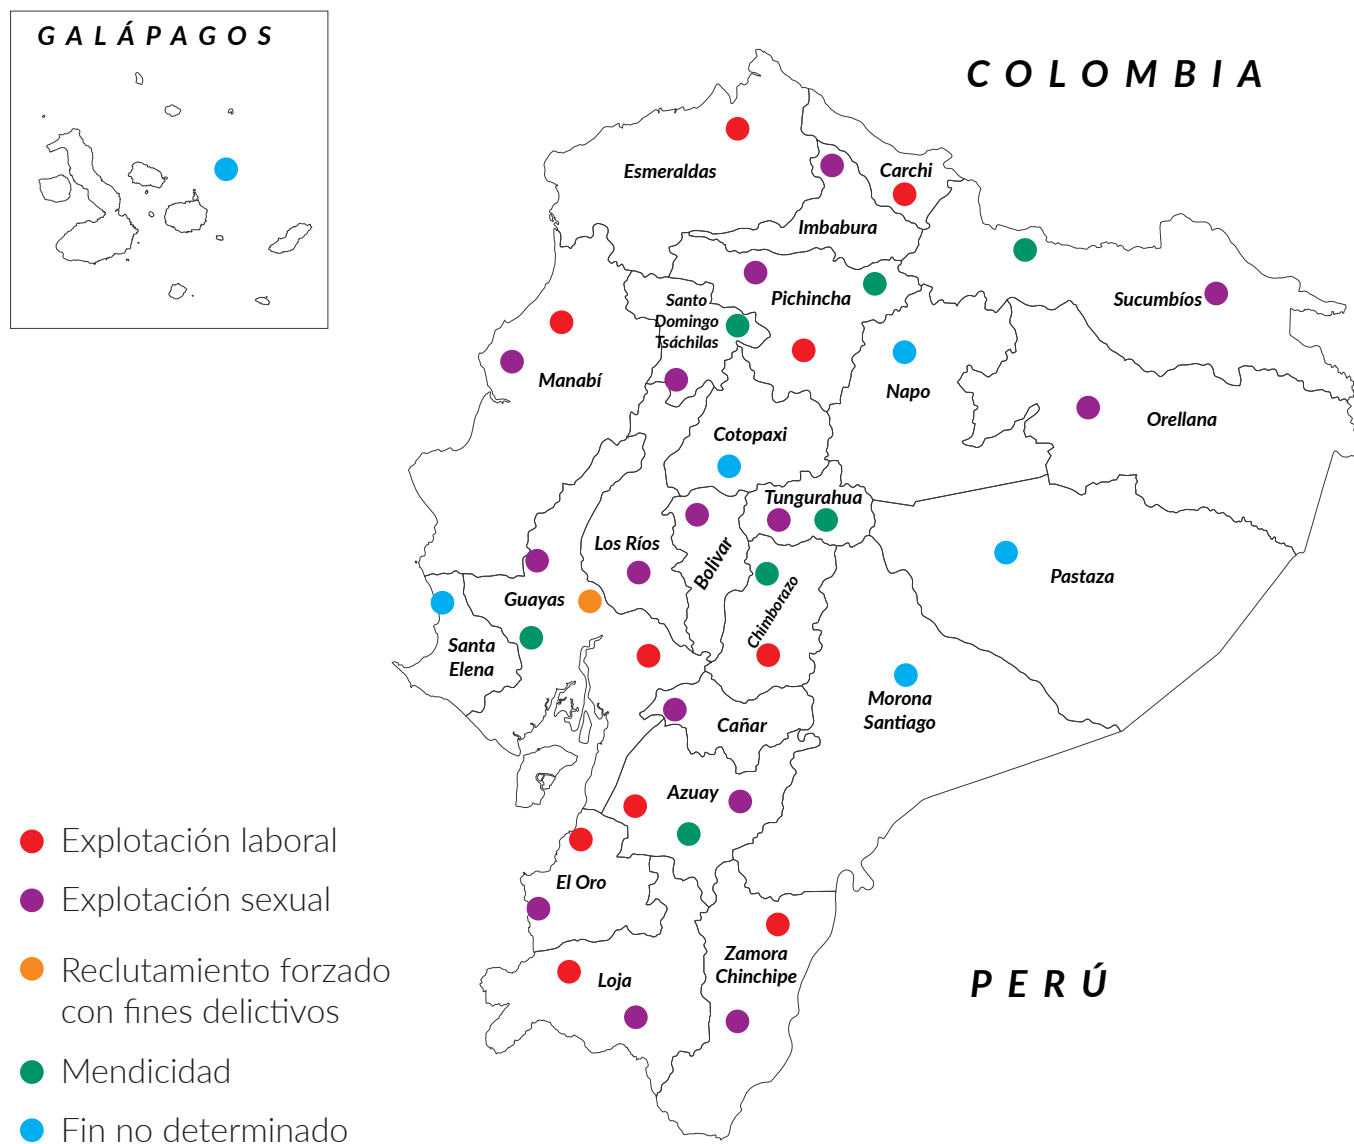 GALÁPAGOS
COLOMBIA
Esmeraldas
Carchi
Imbabura
Pichincha
Santo
Domingo
Tsáchilas
Sucumbíos
Manabí
Napo
Orellana
Cotopaxi
Tungurahua
Los Ríos
Bolivar
Chimborazo
Pastaza
Guayas
Santa
Elena
Morona
Santiago
Cañar
Azuay
El Oro
Zamora
Chinchipe
Loja
PERÚ
Explotación laboral
Explotación sexual
Reclutamiento forzado
con fines delictivos
Mendicidad
Fin no determinado